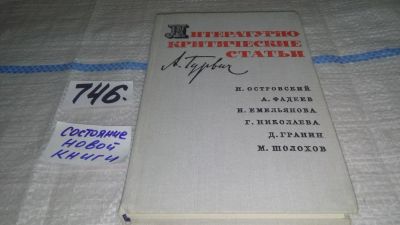 746.
СОСТОЯНИЕ
НОВОЙ
КНИГИ
ЛИТЕРАТУРНО
КРИТИЧЕСКИЕ
СТАТЬИ
А. Гурвич
Н. ОСТРОВСКИЙ
А. ФАДЕЕВ
Н. ЕМЕЛЬЯНОВА
Г. НИКОЛАЕВА
Д. ГРАНИН
М. ШОЛОХОВ